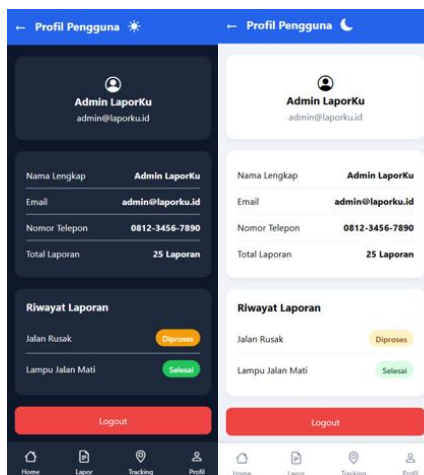 ← Profil Pengguna
Admin LaporKu
admin@laporku.id
Nama Lengkap Admin LaporKu
Email admin@laporku.id
Nomor Telepon 0812-3456-7890
Total Laporan 25 Laporan
Riwayat Laporan
Jalan Rusak Diproses
Lampu Jalan Mati Selesai
Logout
Home Lapor Tracking Profil
← Profil Pengguna
Admin LaporKu
admin@laporku.id
Nama Lengkap Admin LaporKu
Email admin@laporku.id
Nomor Telepon 0812-3456-7890
Total Laporan 25 Laporan
Riwayat Laporan
Jalan Rusak Diproses
Lampu Jalan Mati Selesai
Logout
Home Lapor Tracking Profil